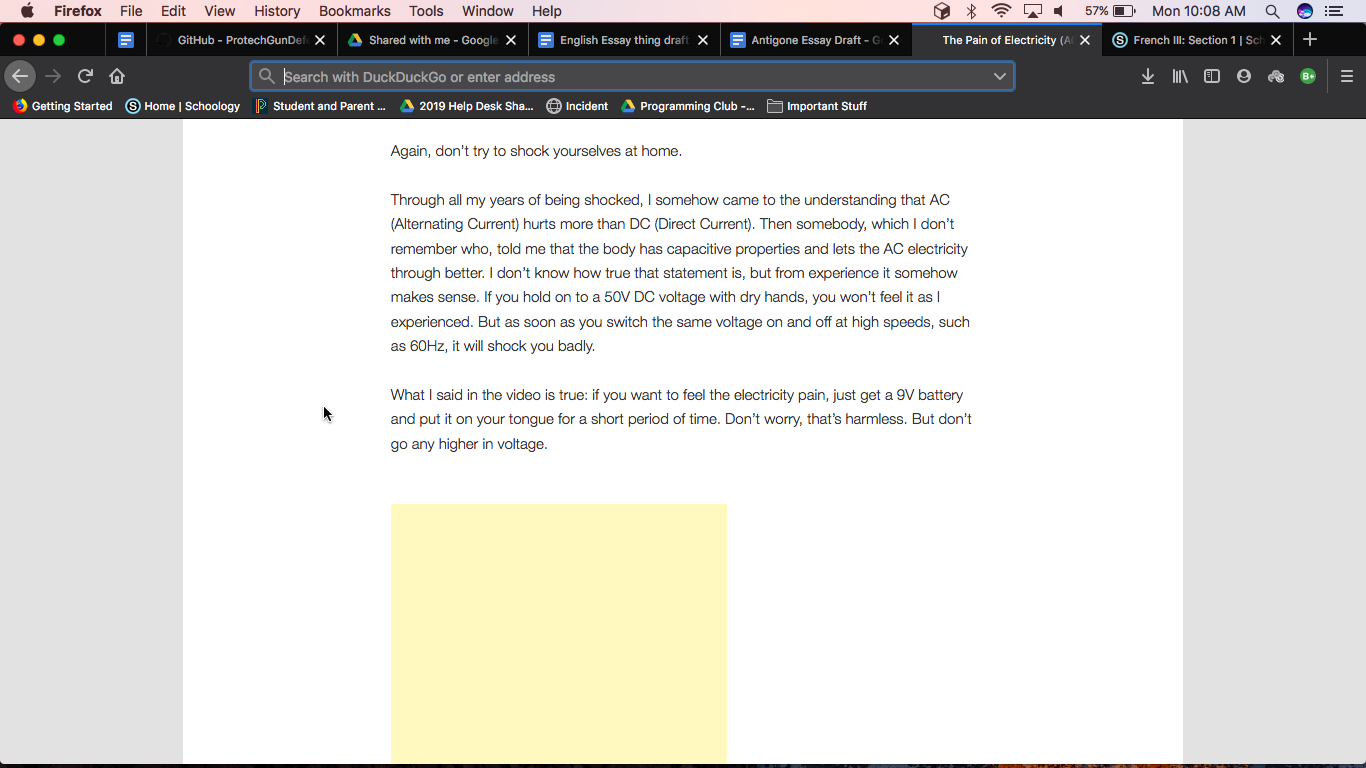 Firefox File Edit View History Bookmarks Tools Window Help 57% Mon 10:08 AM
GitHub - ProtechGunDef Shared with me - Google English Essay thing draft Antigone Essay Draft - G The Pain of Electricity (A French III: Section 1 | Sch
Search with DuckDuckGo or enter address
B+
Getting Started Home | Schoology Student and Parent ... 2019 Help Desk Sha... Incident Programming Club -... Important Stuff
Again, don't try to shock yourselves at home.
Through all my years of being shocked, I somehow came to the understanding that AC
(Alternating Current) hurts more than DC (Direct Current). Then somebody, which I don't
remember who, told me that the body has capacitive properties and lets the AC electricity
through better. I don't know how true that statement is, but from experience it somehow
makes sense. If you hold on to a 50V DC voltage with dry hands, you won't feel it as I
experienced. But as soon as you switch the same voltage on and off at high speeds, such
as 60Hz, it will shock you badly.
What I said in the video is true: if you want to feel the electricity pain, just get a 9V battery
and put it on your tongue for a short period of time. Don't worry, that's harmless. But don't
go any higher in voltage.